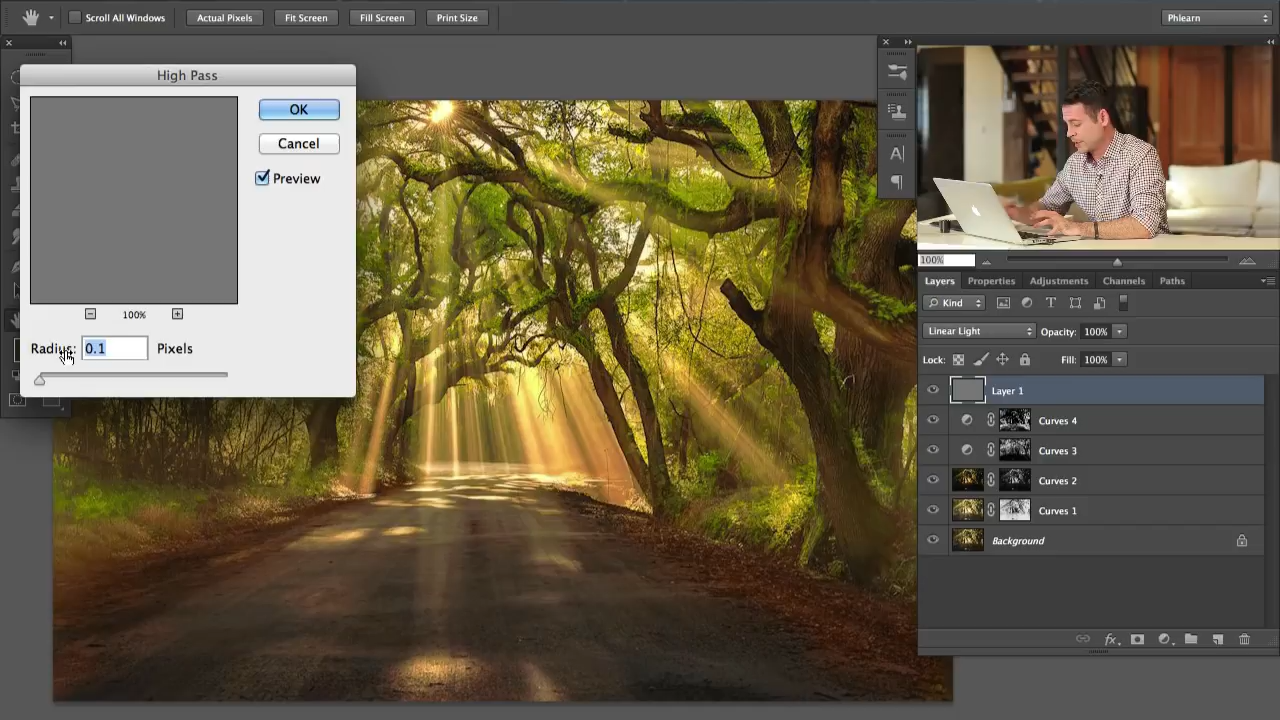 Scroll All Windows Actual Pixels Fit Screen Fill Screen Print Size Phlearn
High Pass
OK
Cancel
Preview
100%
Radius: 0.1 Pixels
100%
Layers Properties Adjustments Channels Paths
Kind
Linear Light Opacity: 100%
Lock: Fill: 100%
Layer 1
Curves 4
Curves 3
Curves 2
Curves 1
Background
fx